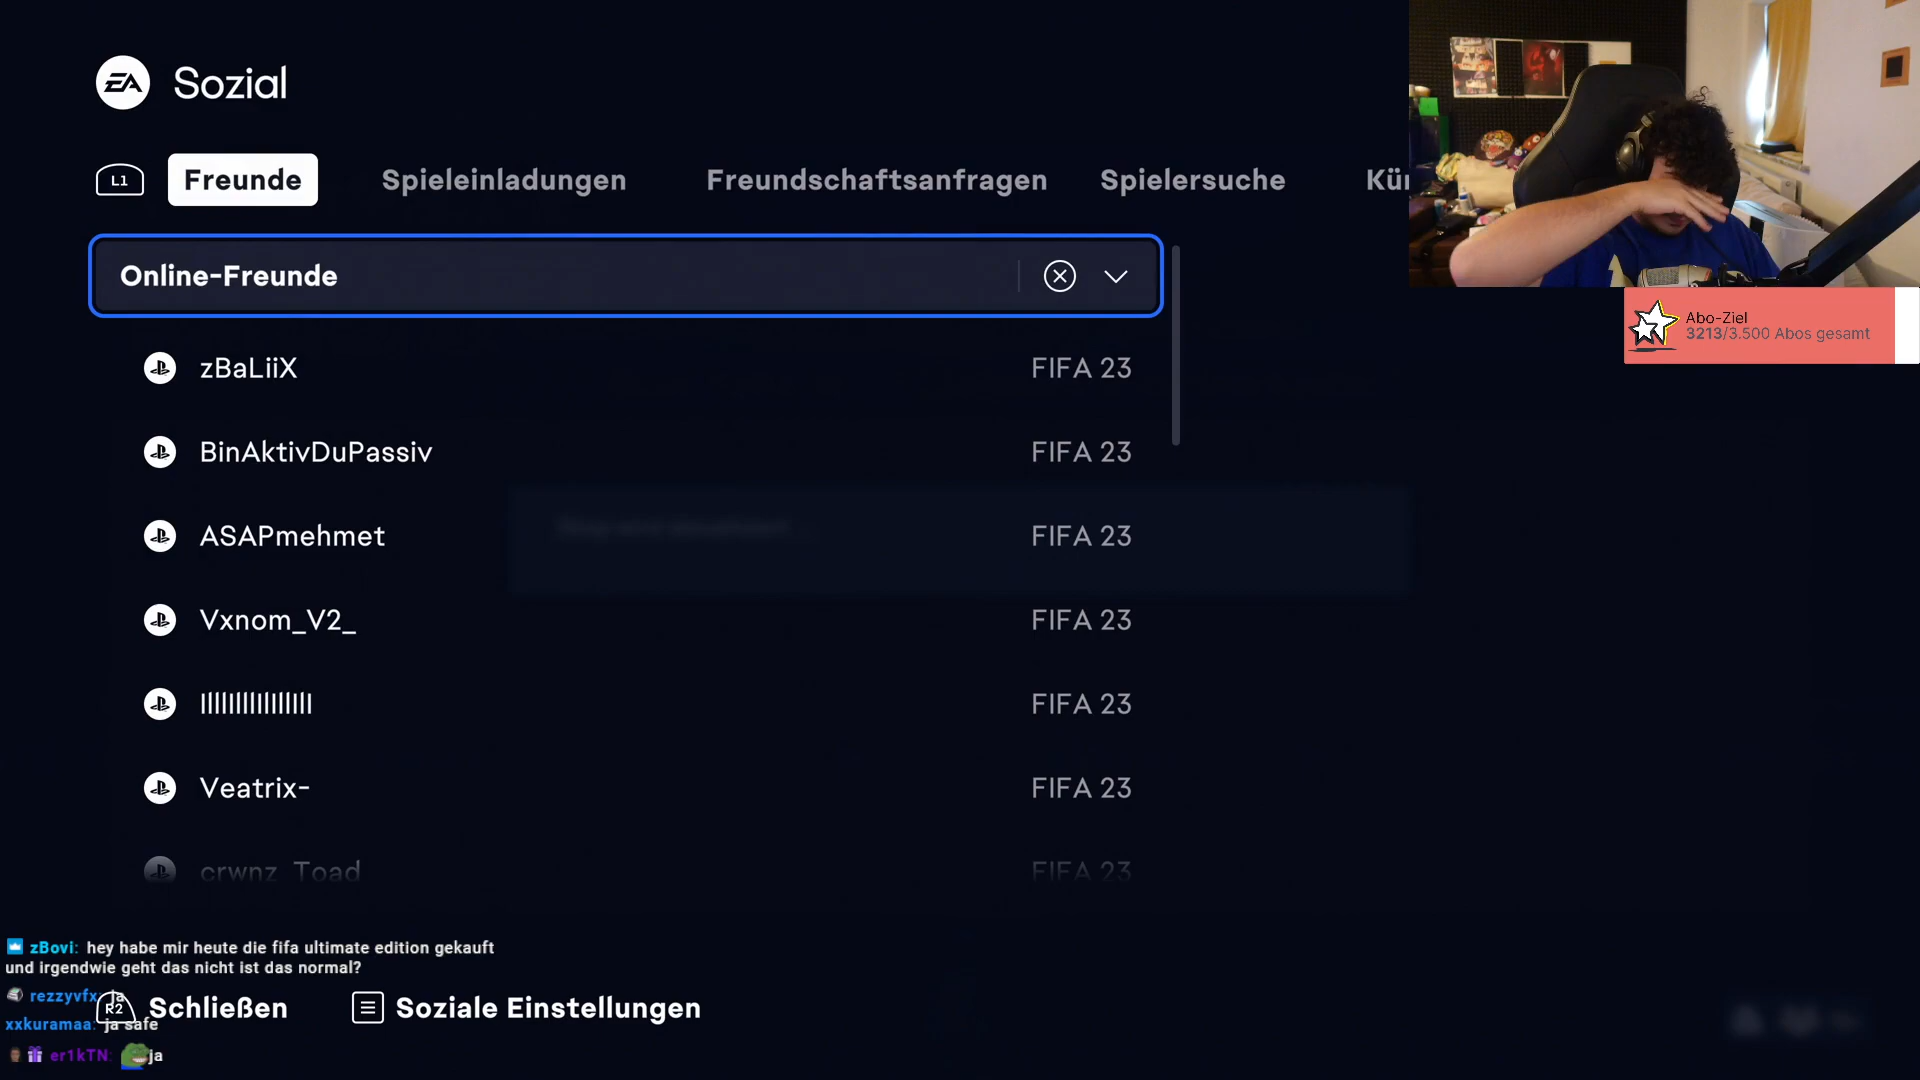 EA Sozial
L1 Freunde Spieleinladungen Freundschaftsanfragen Spielersuche
Online-Freunde
zBaLiiX FIFA 23
BinAktivDuPassiv FIFA 23
ASAPmehmet FIFA 23
Vxnom_V2_ FIFA 23
FIFA 23
Veatrix- FIFA 23
crwnz_Toad FIFA 23
Abo-Ziel
3213/3.500 Abos gesamt
zBovi: hey habe mir heute die fifa ultimate edition gekauft
und irgendwie geht das nicht ist das normal?
rezzyvfx: ja
R2 Schließen Soziale Einstellungen
xxkuramaa: ja safe
er1kTN: ja